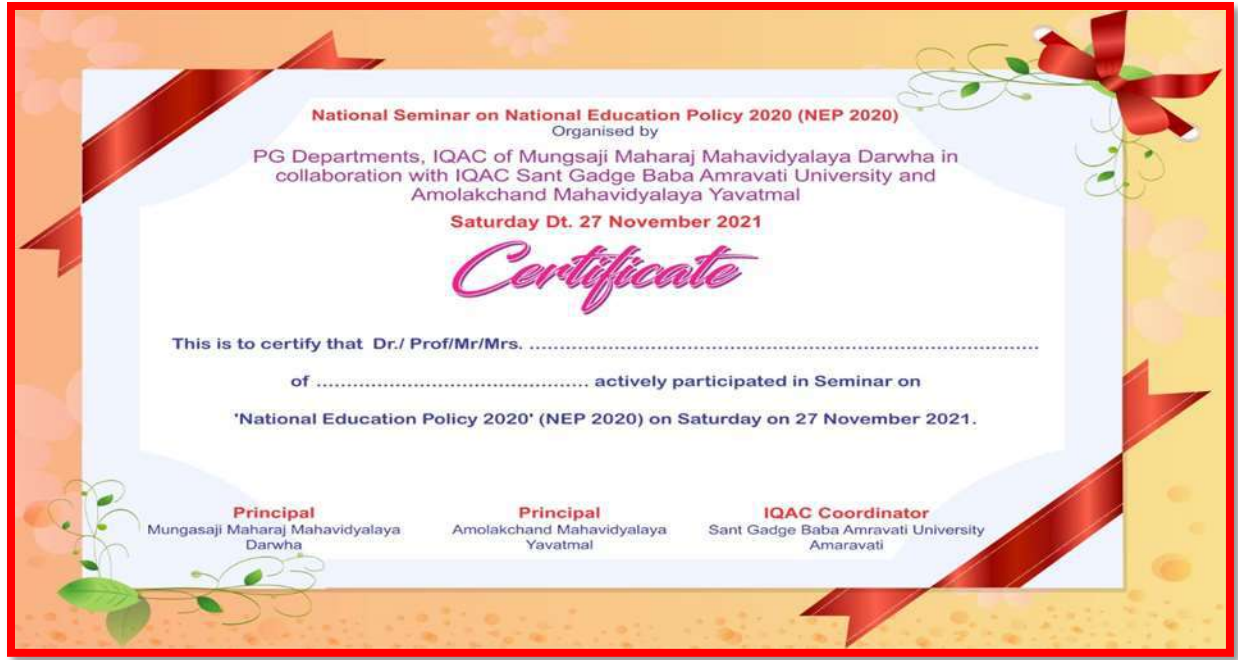 National Seminar on National Education Policy 2020 (NEP 2020)
Organised by
PG Departments, IQAC of Mungsaji Maharaj Mahavidyalaya Darwha in
collaboration with IQAC Sant Gadge Baba Amravati University and
Amolakchand Mahavidyalaya Yavatmal
Saturday Dt. 27 November 2021
Certificate
This is to certify that Dr./ Prof/Mr/Mrs. ......................................................................................
of ............................................. actively participated in Seminar on
'National Education Policy 2020' (NEP 2020) on Saturday on 27 November 2021.
Principal
Mungasaji Maharaj Mahavidyalaya
Darwha
Principal
Amolakchand Mahavidyalaya
Yavatmal
IQAC Coordinator
Sant Gadge Baba Amravati University
Amaravati